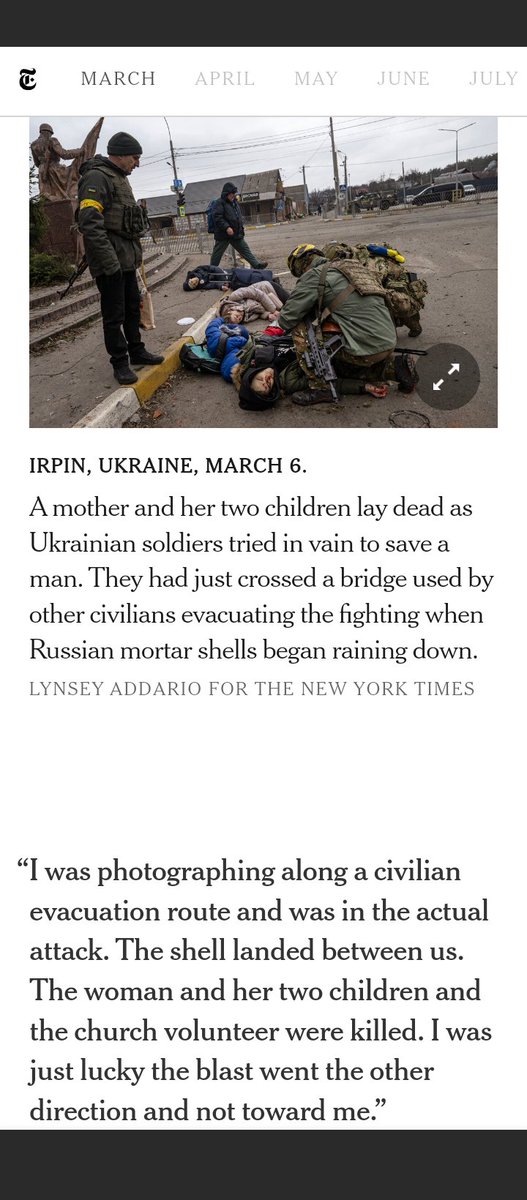 T MARCH APRIL MAY JUNE JULY
IRPIN, UKRAINE, MARCH 6.
A mother and her two children lay dead as
Ukrainian soldiers tried in vain to save a
man. They had just crossed a bridge used by
other civilians evacuating the fighting when
Russian mortar shells began raining down.
LYNSEY ADDARIO FOR THE NEW YORK TIMES
“I was photographing along a civilian
evacuation route and was in the actual
attack. The shell landed between us.
The woman and her two children and
the church volunteer were killed. I was
just lucky the blast went the other
direction and not toward me.”